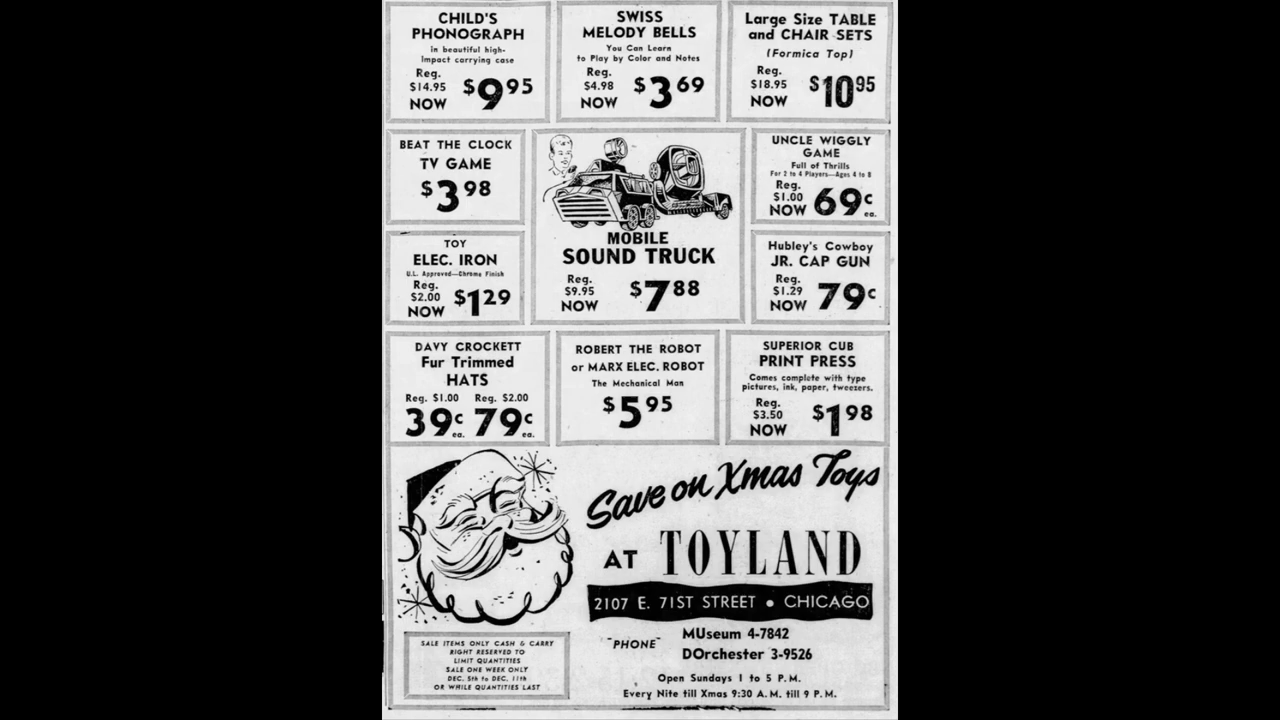 CHILD'S
PHONOGRAPH
in beautiful high-
impact carrying case
Reg.
$14.95
NOW
$9.95
SWISS
MELODY BELLS
You Can Learn
to Play by Color and Notes
Reg.
$4.98
NOW
$3.69
Large Size TABLE
and CHAIR SETS
(Formica Top)
Reg.
$18.95
NOW
$10.95
BEAT THE CLOCK
TV GAME
$3.98
MOBILE
SOUND TRUCK
Reg.
$9.95
NOW
$7.88
UNCLE WIGGLY
GAME
Full of Thrills
For 2 to 4 Players—Ages 4 to 8
Reg.
$1.00
NOW
69c
ea.
TOY
ELEC. IRON
U.L. Approved—Chrome Finish
Reg.
$2.00
NOW
$1.29
Hubley's Cowboy
JR. CAP GUN
Reg.
$1.29
NOW
79c
DAVY CROCKETT
Fur Trimmed
HATS
Reg. $1.00 Reg. $2.00
39c ea. 79c ea.
ROBERT THE ROBOT
or MARX ELEC. ROBOT
The Mechanical Man
$5.95
SUPERIOR CUB
PRINT PRESS
Comes complete with type
pictures, ink, paper, tweezers.
Reg.
$3.50
NOW
$1.98
Save on Xmas Toys
AT TOYLAND
2107 E. 71ST STREET • CHICAGO
"PHONE"
MUseum 4-7842
DOrchester 3-9526
Open Sundays 1 to 5 P.M.
Every Nite till Xmas 9:30 A.M. till 9 P.M.
SALE ITEMS ONLY CASH & CARRY
RIGHT RESERVED TO
LIMIT QUANTITIES
SALE ONE WEEK ONLY
DEC. 5th to DEC. 11th
OR WHILE QUANTITIES LAST